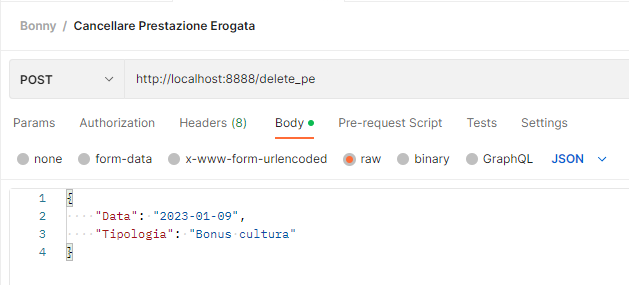 Bonny / Cancellare Prestazione Erogata
POST http://localhost:8888/delete_pe
Params Authorization Headers (8) Body Pre-request Script Tests Settings
none form-data x-www-form-urlencoded raw binary GraphQL JSON
1 {
2 "Data": "2023-01-09",
3 "Tipologia": "Bonus cultura"
4 }